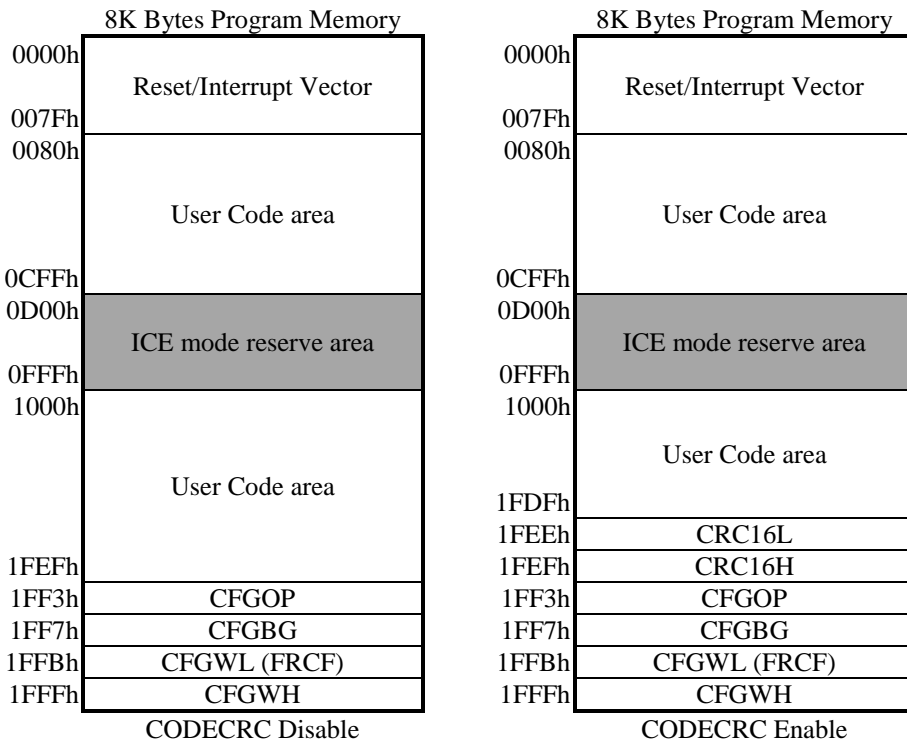 8K Bytes Program Memory
0000h
Reset/Interrupt Vector
007Fh
0080h
User Code area
0CFFh
0D00h
ICE mode reserve area
0FFFh
1000h
User Code area
1FEFh
1FF3h CFGOP
1FF7h CFGBG
1FFBh CFGWL (FRCF)
1FFFh CFGWH
CODECRC Disable
8K Bytes Program Memory
0000h
Reset/Interrupt Vector
007Fh
0080h
User Code area
0CFFh
0D00h
ICE mode reserve area
0FFFh
1000h
User Code area
1FDFh
1FEEh CRC16L
1FEFh CRC16H
1FF3h CFGOP
1FF7h CFGBG
1FFBh CFGWL (FRCF)
1FFFh CFGWH
CODECRC Enable